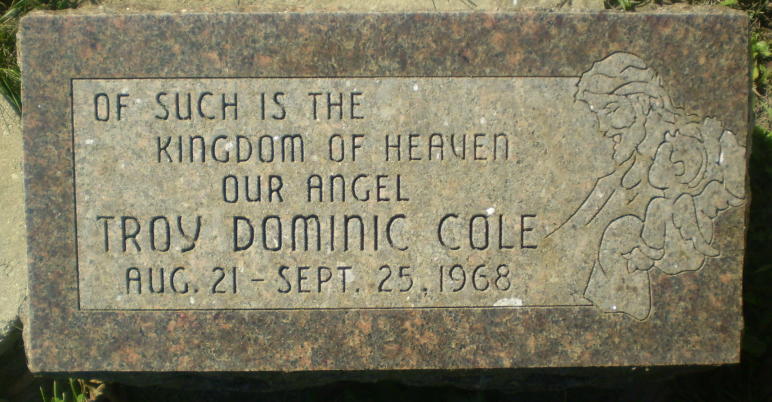 OF SUCH IS THE
KINGDOM OF HEAVEN
OUR ANGEL
TROY DOMINIC COLE
AUG. 21 - SEPT. 25, 1968